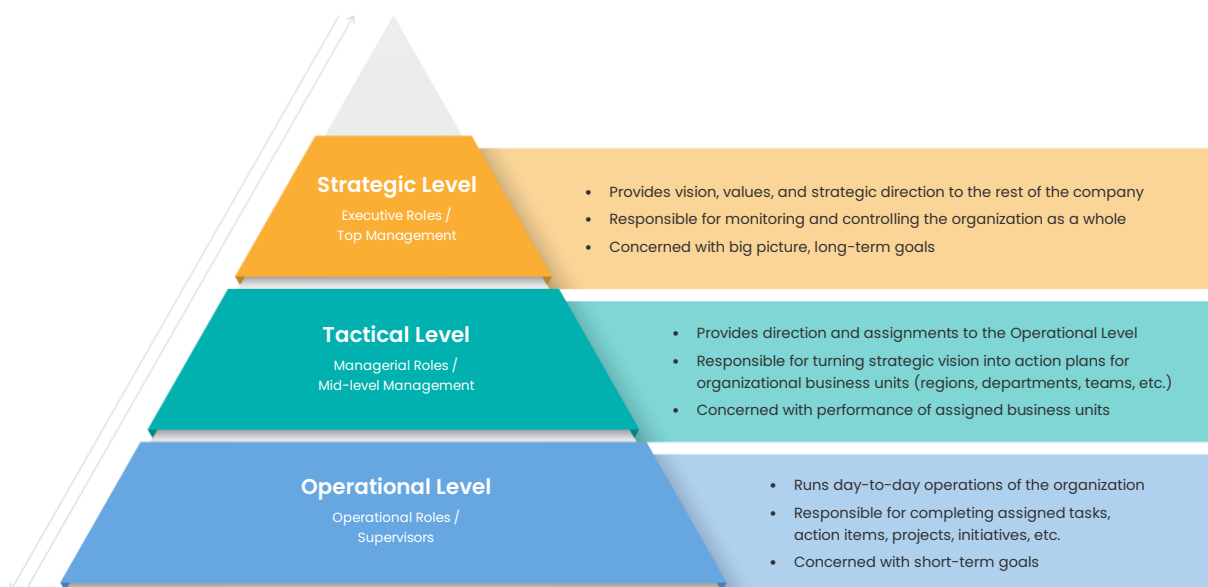 Strategic Level
Executive Roles /
Top Management
• Provides vision, values, and strategic direction to the rest of the company
• Responsible for monitoring and controlling the organization as a whole
• Concerned with big picture, long-term goals
Tactical Level
Managerial Roles /
Mid-level Management
• Provides direction and assignments to the Operational Level
• Responsible for turning strategic vision into action plans for
organizational business units (regions, departments, teams, etc.)
• Concerned with performance of assigned business units
Operational Level
Operational Roles /
Supervisors
• Runs day-to-day operations of the organization
• Responsible for completing assigned tasks,
action items, projects, initiatives, etc.
• Concerned with short-term goals